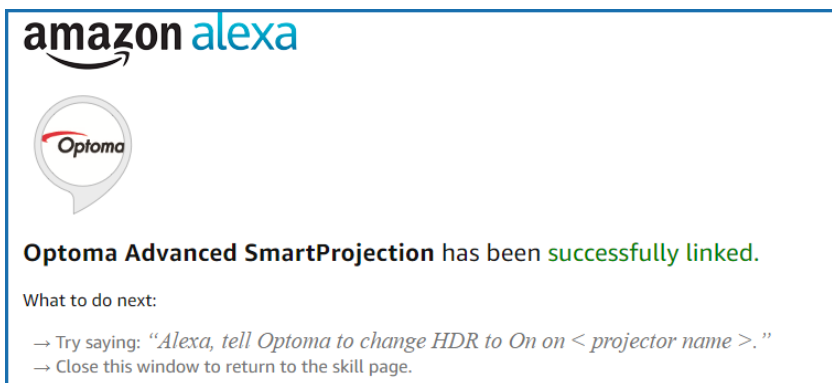 amazon alexa
Optoma
Optoma Advanced SmartProjection has been successfully linked.
What to do next:
→ Try saying: “Alexa, tell Optoma to change HDR to On on < projector name >.”
→ Close this window to return to the skill page.